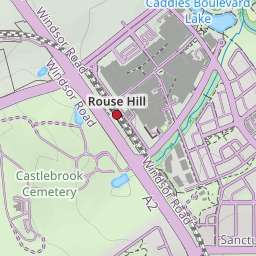 Caddies Boulevard
Lake
Windsor Road
Windsor Road
Rouse Hill
Castlebrook
Cemetery
Windsor Road
A2
Sanctu